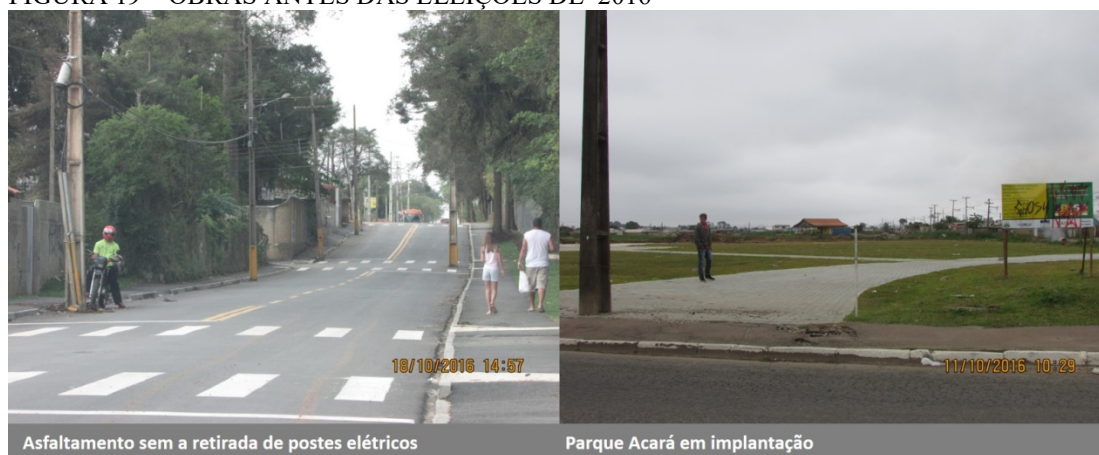 FIGURA 19 – OBRAS ANTES DAS ELEIÇÕES DE 2016
18/10/2016 14:57
11/10/2016 10:29
Asfaltamento sem a retirada de postes elétricos
Parque Acará em implantação